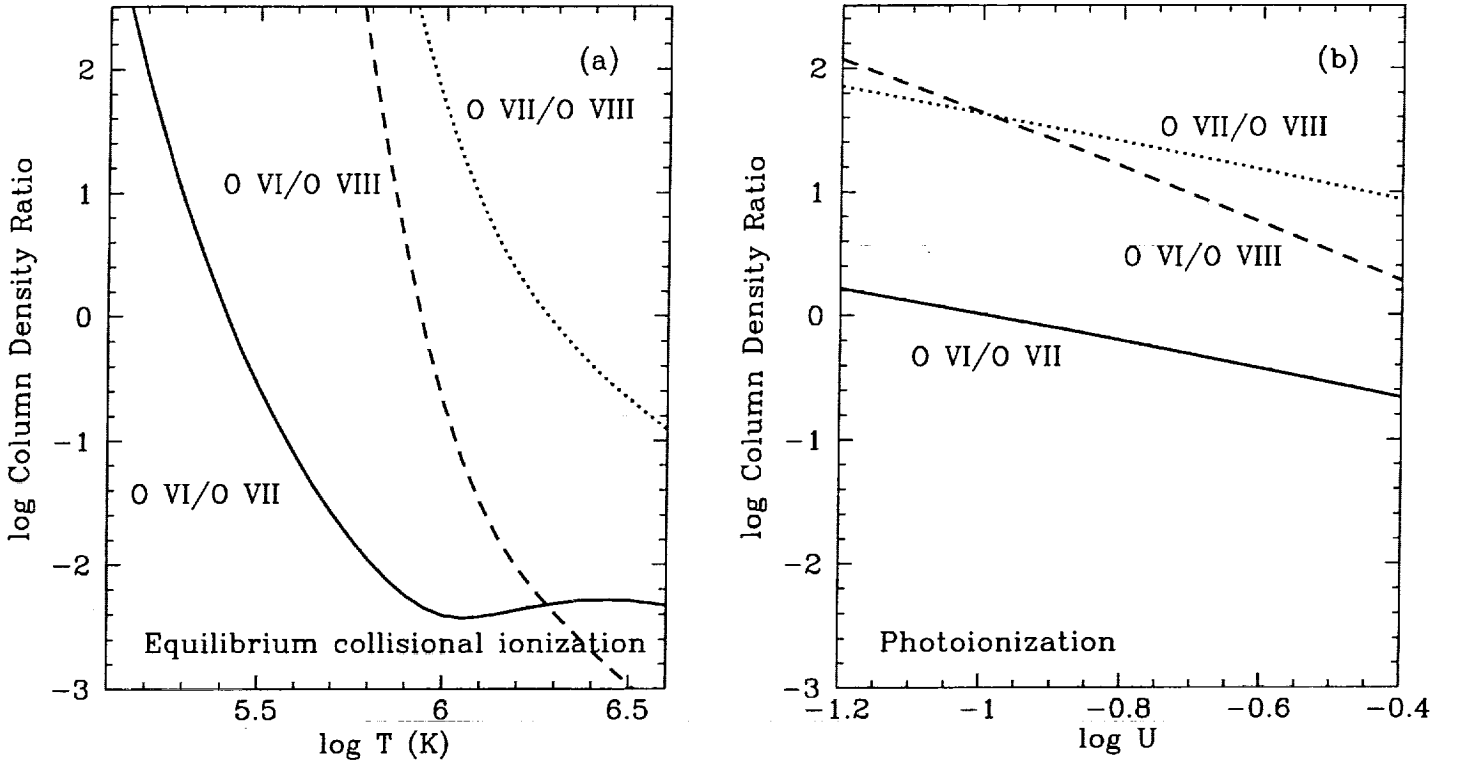 (a)
2
1
0
−1
−2
−3
log Column Density Ratio
O VII/O VIII
O VI/O VIII
O VI/O VII
Equilibrium collisional ionization
5.5
6
6.5
log T (K)
(b)
2
1
0
−1
−2
−3
log Column Density Ratio
O VII/O VIII
O VI/O VIII
O VI/O VII
Photoionization
−1.2
−1
−0.8
−0.6
−0.4
log U